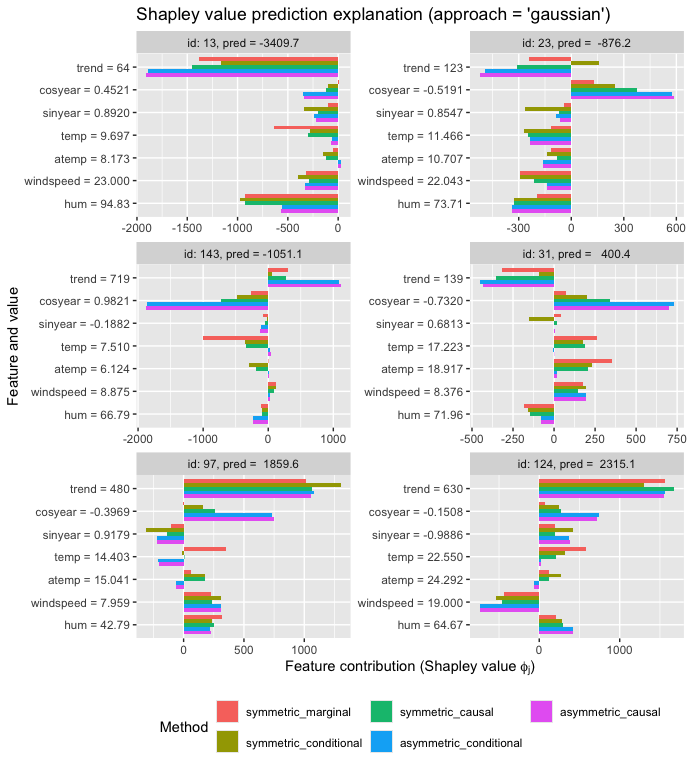 Shapley value prediction explanation (approach = 'gaussian')
id: 13, pred = -3409.7
trend = 64
cosyear = 0.4521
sinyear = 0.8920
temp = 9.697
atemp = 8.173
windspeed = 23.000
hum = 94.83
-2000 -1500 -1000 -500 0
id: 23, pred = -876.2
trend = 123
cosyear = -0.5191
sinyear = 0.8547
temp = 11.466
atemp = 10.707
windspeed = 22.043
hum = 73.71
-300 0 300 600
id: 143, pred = -1051.1
trend = 719
cosyear = 0.9821
sinyear = -0.1882
temp = 7.510
atemp = 6.124
windspeed = 8.875
hum = 66.79
-2000 -1000 0 1000
id: 31, pred = 400.4
trend = 139
cosyear = -0.7320
sinyear = 0.6813
temp = 17.223
atemp = 18.917
windspeed = 8.376
hum = 71.96
-500 -250 0 250 500 750
id: 97, pred = 1859.6
trend = 480
cosyear = -0.3969
sinyear = 0.9179
temp = 14.403
atemp = 15.041
windspeed = 7.959
hum = 42.79
0 500 1000
id: 124, pred = 2315.1
trend = 630
cosyear = -0.1508
sinyear = -0.9886
temp = 22.550
atemp = 24.292
windspeed = 19.000
hum = 64.67
0 1000
Feature and value
Feature contribution (Shapley value ϕj)
Method
symmetric_marginal
symmetric_conditional
symmetric_causal
asymmetric_conditional
asymmetric_causal